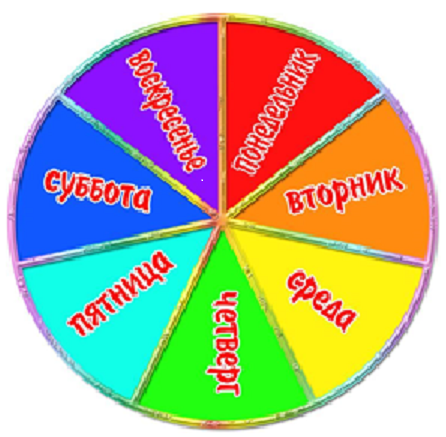 понедельник
вторник
среда
четверг
пятница
суббота
воскресенье